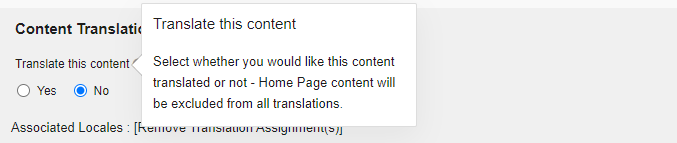 Content Translatio
Translate this content
Yes No
Translate this content
Select whether you would like this content
translated or not - Home Page content will
be excluded from all translations.
Associated Locales : [Remove Translation Assignment(s)]